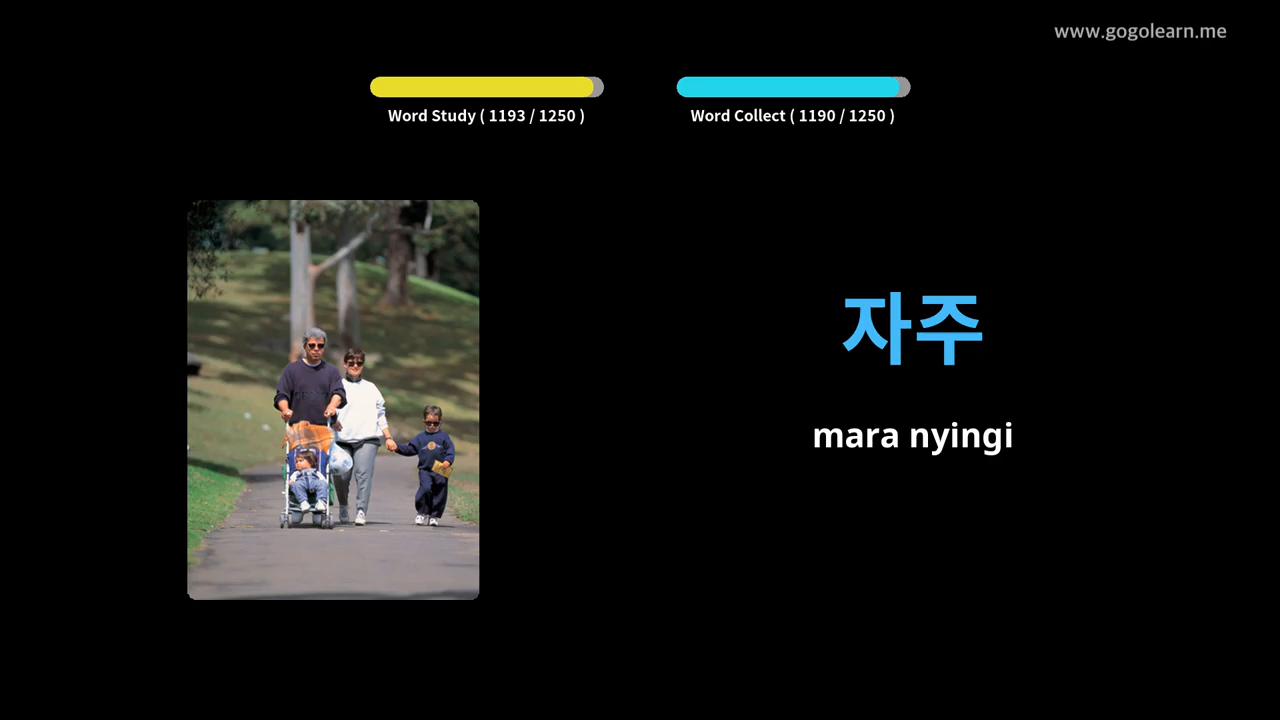 www.gogolearn.me
Word Study ( 1193 / 1250 )
Word Collect ( 1190 / 1250 )
자주
mara nyingi